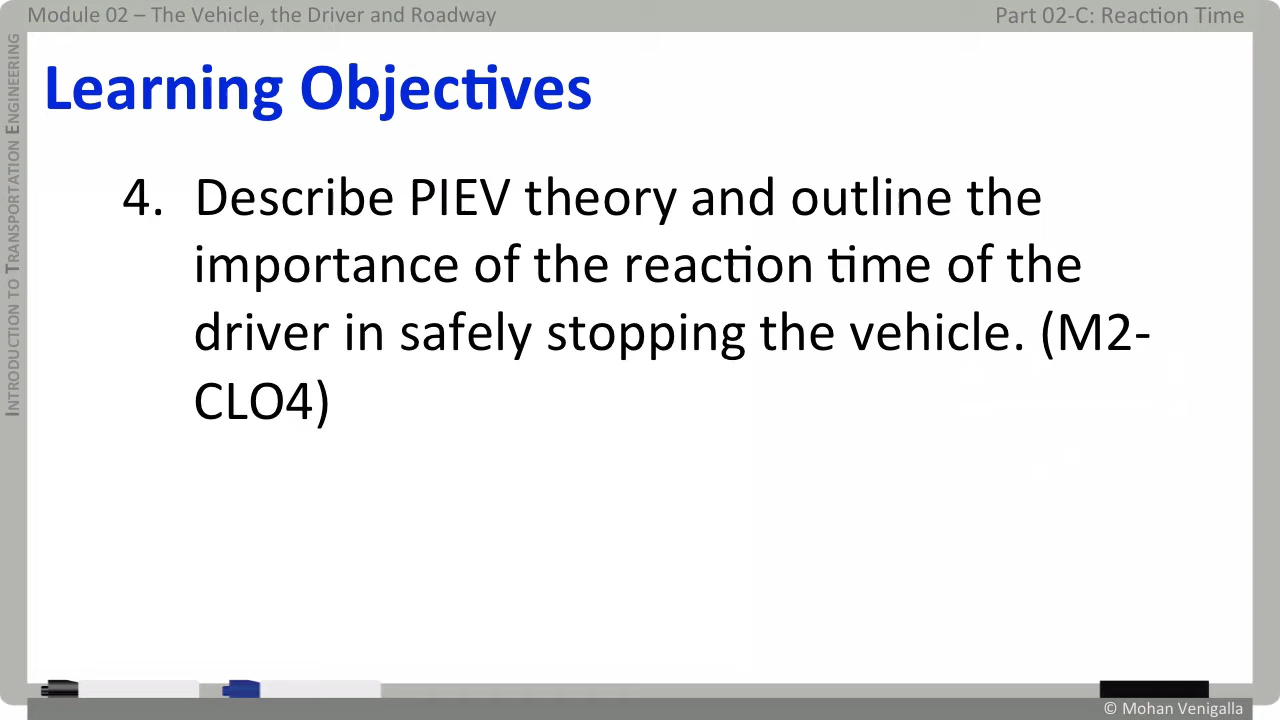 Module 02 – The Vehicle, the Driver and Roadway
Part 02-C: Reaction Time
INTRODUCTION TO TRANSPORTATION ENGINEERING
Learning Objectives
4. Describe PIEV theory and outline the
importance of the reaction time of the
driver in safely stopping the vehicle. (M2-
CLO4)
© Mohan Venigalla